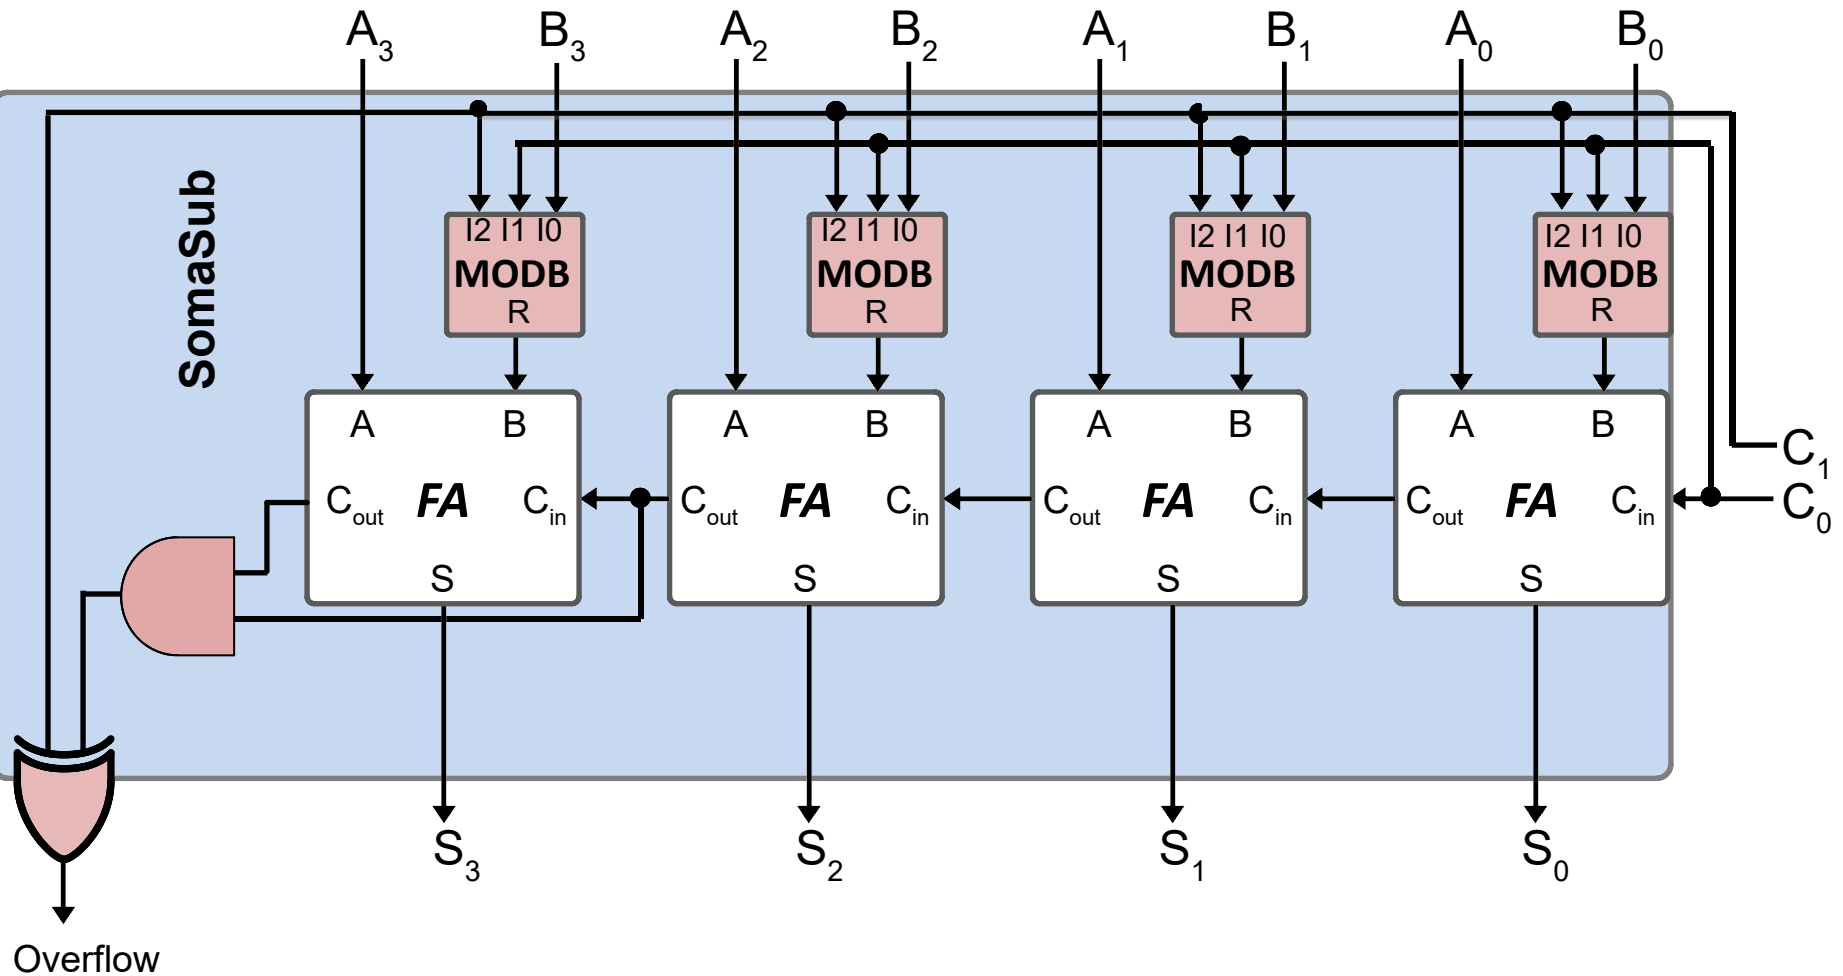 A3 B3 A2 B2 A1 B1 A0 B0
SomaSub
I2 I1 I0 I2 I1 I0 I2 I1 I0 I2 I1 I0
MODB MODB MODB MODB
R R R R
A B A B A B A B
C1
Cout FA Cin Cout FA Cin Cout FA Cin Cout FA Cin C0
S S S S
S3 S2 S1 S0
Overflow